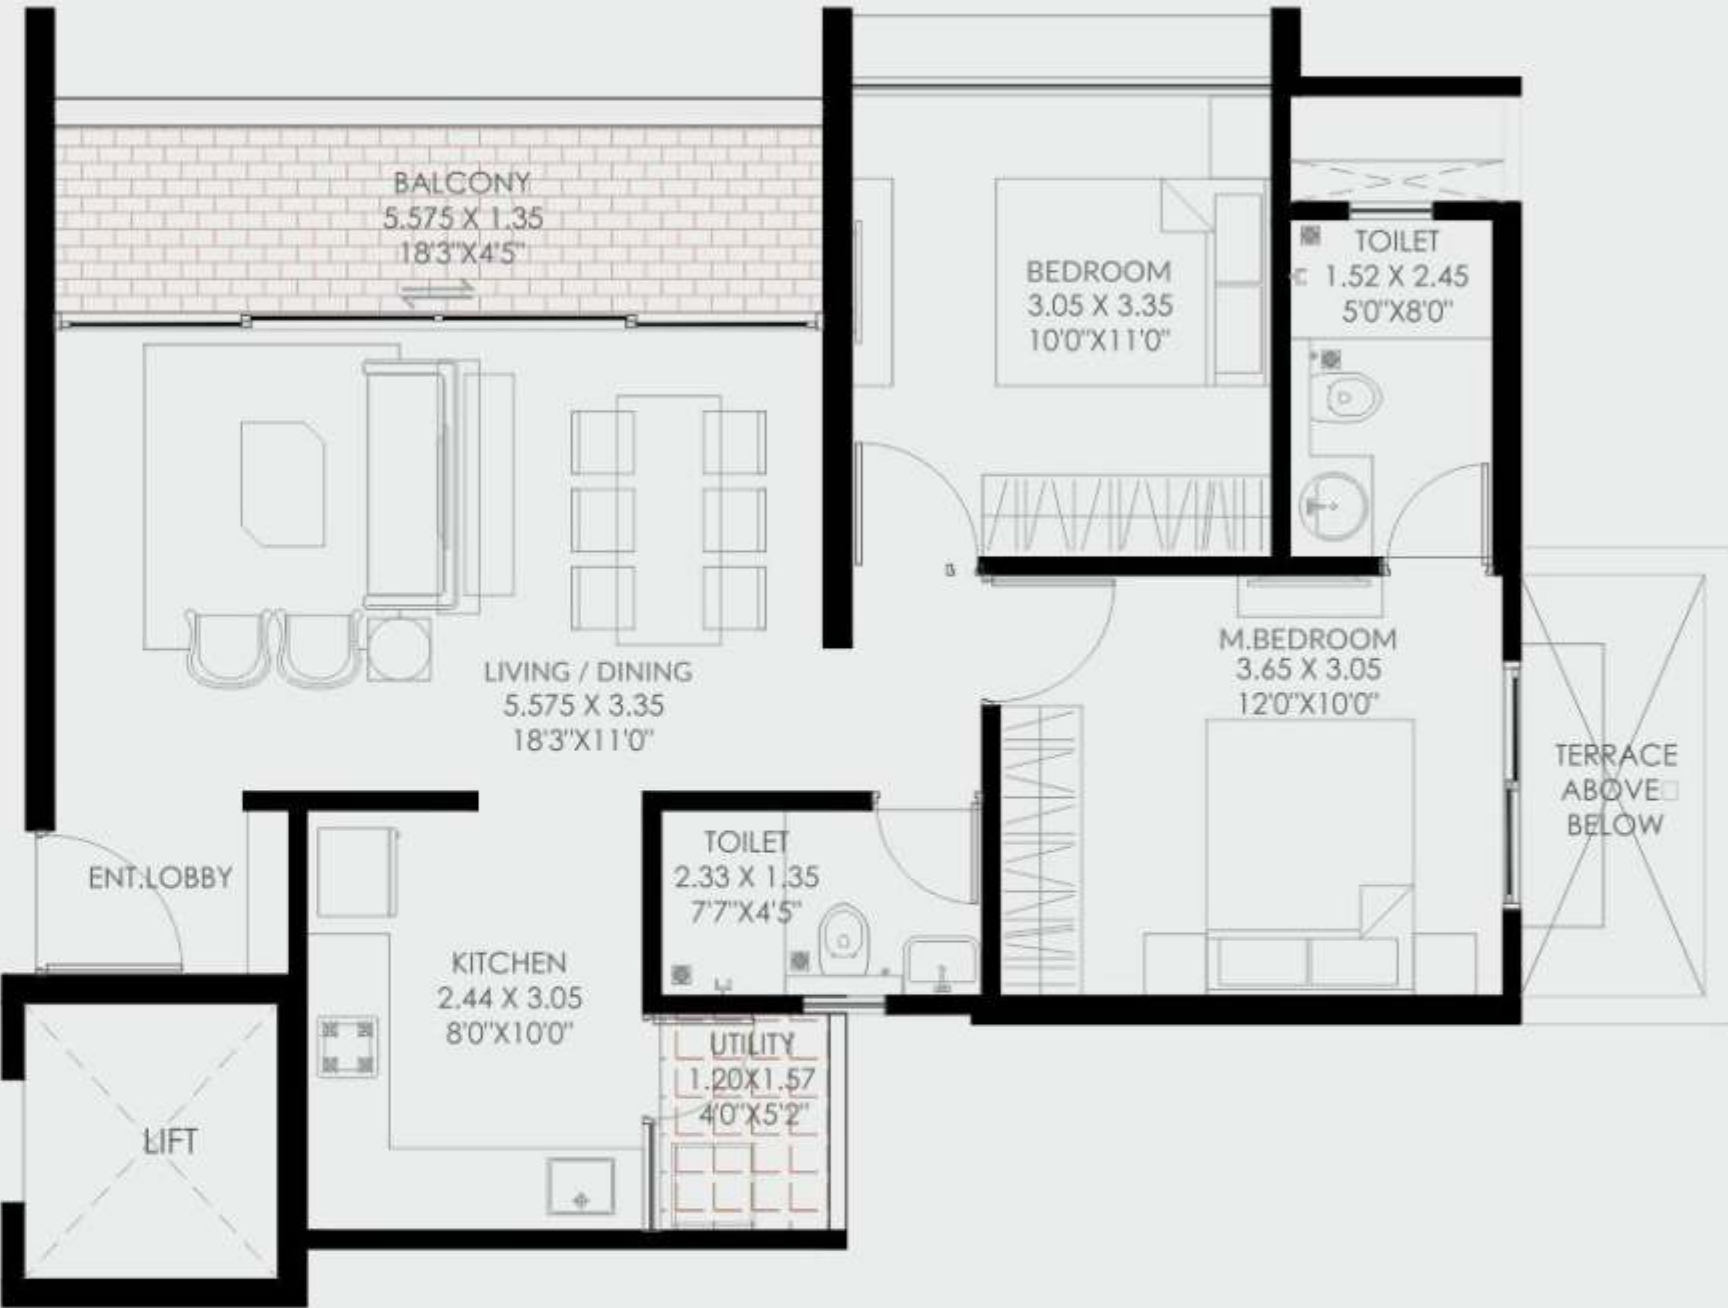 BALCONY
5.575 X 1.35
18'3"X4'5"
BEDROOM
3.05 X 3.35
10'0"X11'0"
TOILET
1.52 X 2.45
5'0"X8'0"
LIVING / DINING
5.575 X 3.35
18'3"X11'0"
M.BEDROOM
3.65 X 3.05
12'0"X10'0"
TERRACE
ABOVE□
BELOW
ENT.LOBBY
TOILET
2.33 X 1.35
7'7"X4'5"
KITCHEN
2.44 X 3.05
8'0"X10'0"
UTILITY
1.20X1.57
4'0"X5'2"
LIFT